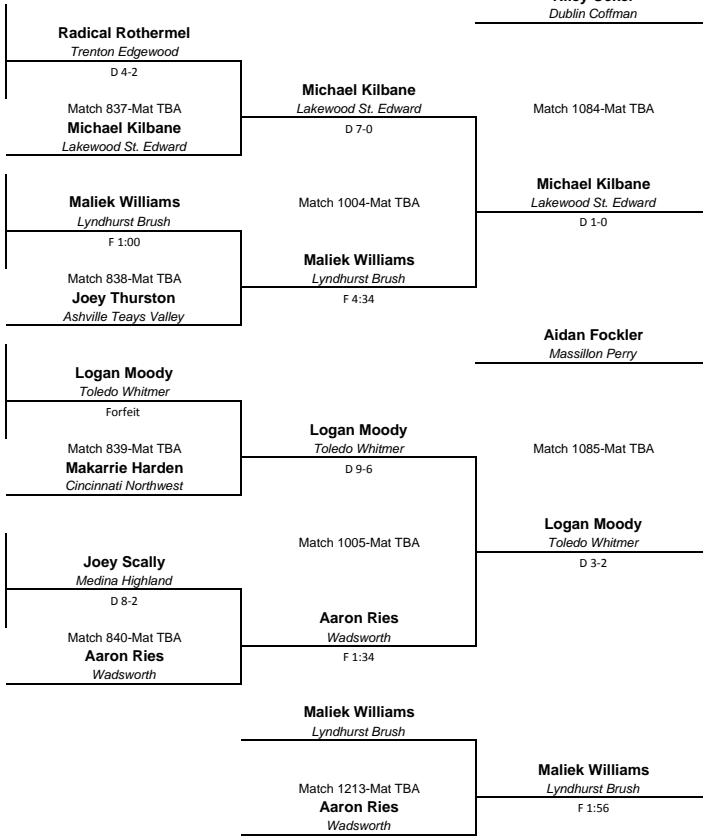 Dublin Coffman
Radical Rothermel
Trenton Edgewood
D 4-2
Match 837-Mat TBA
Michael Kilbane
Lakewood St. Edward
Michael Kilbane
Lakewood St. Edward
D 7-0
Match 1084-Mat TBA
Maliek Williams
Lyndhurst Brush
F 1:00
Match 838-Mat TBA
Joey Thurston
Ashville Teays Valley
Match 1004-Mat TBA
Maliek Williams
Lyndhurst Brush
F 4:34
Michael Kilbane
Lakewood St. Edward
D 1-0
Aidan Fockler
Massillon Perry
Logan Moody
Toledo Whitmer
Forfeit
Match 839-Mat TBA
Makarrie Harden
Cincinnati Northwest
Logan Moody
Toledo Whitmer
D 9-6
Match 1085-Mat TBA
Joey Scally
Medina Highland
D 8-2
Match 840-Mat TBA
Aaron Ries
Wadsworth
Match 1005-Mat TBA
Aaron Ries
Wadsworth
F 1:34
Logan Moody
Toledo Whitmer
D 3-2
Maliek Williams
Lyndhurst Brush
Match 1213-Mat TBA
Aaron Ries
Wadsworth
Maliek Williams
Lyndhurst Brush
F 1:56